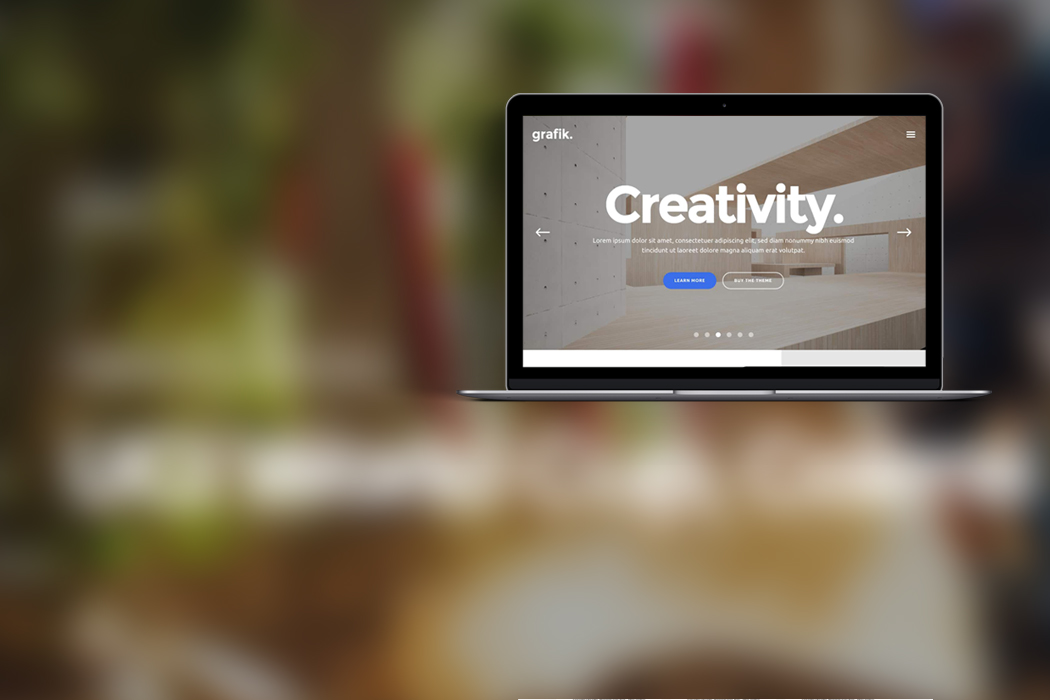 grafik.
Creativity.
Lorem ipsum dolor sit amet, consectetuer adipiscing elit, sed diam nonummy nibh euismod
tincidunt ut laoreet dolore magna aliquam erat volutpat.
LEARN MORE
BUY THE THEME